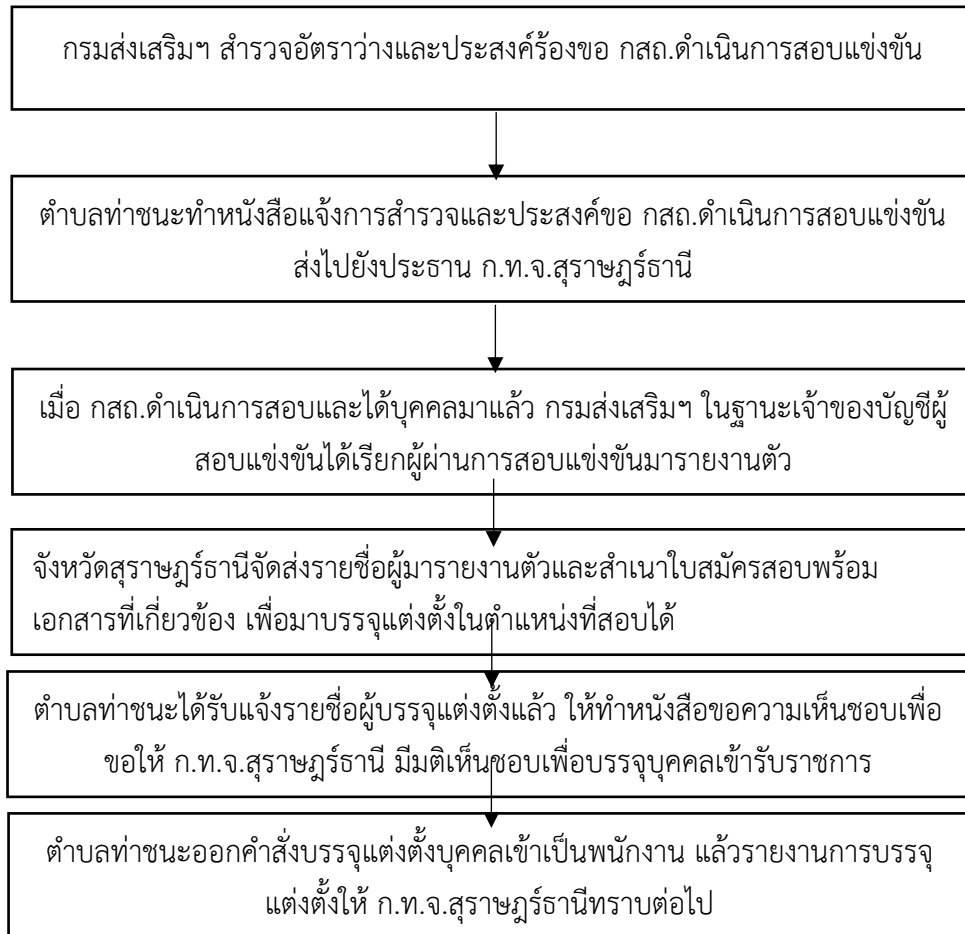 กรมส่งเสริมฯ สำรวจอัตราว่างและประสงค์ร้องขอ กสถ.ดำเนินการสอบแข่งขัน
ตำบลท่าชนะทำหนังสือแจ้งการสำรวจและประสงค์ขอ กสถ.ดำเนินการสอบแข่งขัน
ส่งไปยังประธาน ก.ท.จ.สุราษฎร์ธานี
เมื่อ กสถ.ดำเนินการสอบและได้บุคคลมาแล้ว กรมส่งเสริมฯ ในฐานะเจ้าของบัญชีผู้
สอบแข่งขันได้เรียกผู้ผ่านการสอบแข่งขันมารายงานตัว
จังหวัดสุราษฎร์ธานีจัดส่งรายชื่อผู้มารายงานตัวและสำเนาใบสมัครสอบพร้อม
เอกสารที่เกี่ยวข้อง เพื่อมาบรรจุแต่งตั้งในตำแหน่งที่สอบได้
ตำบลท่าชนะได้รับแจ้งรายชื่อผู้บรรจุแต่งตั้งแล้ว ให้ทำหนังสือขอความเห็นชอบเพื่อ
ขอให้ ก.ท.จ.สุราษฎร์ธานี มีมติเห็นชอบเพื่อบรรจุบุคคลเข้ารับราชการ
ตำบลท่าชนะออกคำสั่งบรรจุแต่งตั้งบุคคลเข้าเป็นพนักงาน แล้วรายงานการบรรจุ
แต่งตั้งให้ ก.ท.จ.สุราษฎร์ธานีทราบต่อไป